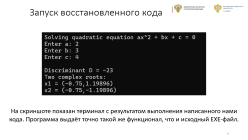 Запуск восстановленного кода
Solving quadratic equation ax^2 + bx + c = 0
Enter a: 2
Enter b: 3
Enter c: 4
Discriminant D = -23
Two complex roots:
x1 = (-0.75,1.19896)
x2 = (-0.75,-1.19896)
На скриншоте показан терминал с результатом выполнения написанного нами
кода. Программа выдаёт точно такой же функционал, что и исходный EXE-файл.